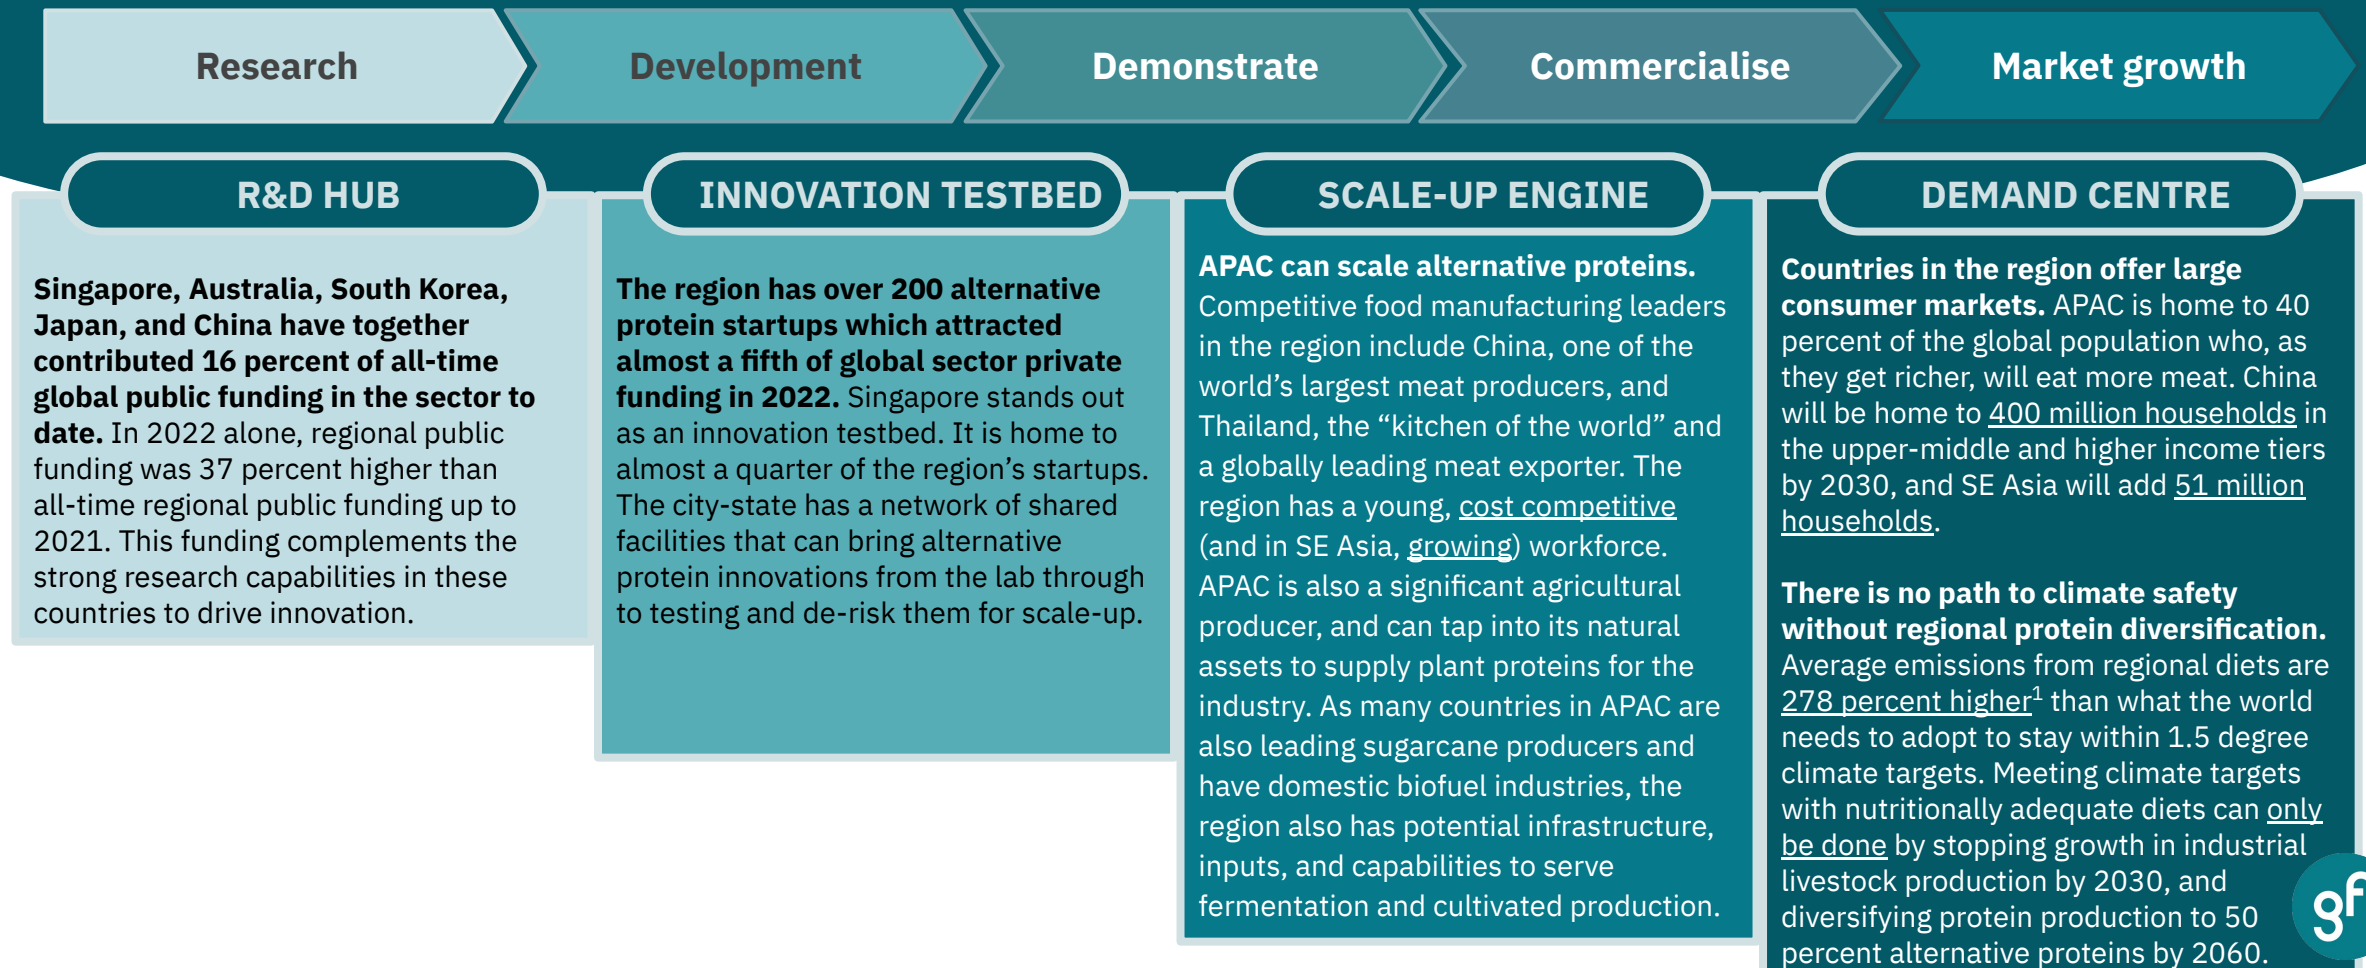 Research
Development
Demonstrate
Commercialise
Market growth
R&D HUB
Singapore, Australia, South Korea,
Japan, and China have together
contributed 16 percent of all-time
global public funding in the sector to
date. In 2022 alone, regional public
funding was 37 percent higher than
all-time regional public funding up to
2021. This funding complements the
strong research capabilities in these
countries to drive innovation.
INNOVATION TESTBED
The region has over 200 alternative
protein startups which attracted
almost a fifth of global sector private
funding in 2022. Singapore stands out
as an innovation testbed. It is home to
almost a quarter of the region’s startups.
The city-state has a network of shared
facilities that can bring alternative
protein innovations from the lab through
to testing and de-risk them for scale-up.
SCALE-UP ENGINE
APAC can scale alternative proteins.
Competitive food manufacturing leaders
in the region include China, one of the
world’s largest meat producers, and
Thailand, the “kitchen of the world” and
a globally leading meat exporter. The
region has a young, cost competitive
(and in SE Asia, growing) workforce.
APAC is also a significant agricultural
producer, and can tap into its natural
assets to supply plant proteins for the
industry. As many countries in APAC are
also leading sugarcane producers and
have domestic biofuel industries, the
region also has potential infrastructure,
inputs, and capabilities to serve
fermentation and cultivated production.
DEMAND CENTRE
Countries in the region offer large
consumer markets. APAC is home to 40
percent of the global population who, as
they get richer, will eat more meat. China
will be home to 400 million households in
the upper-middle and higher income tiers
by 2030, and SE Asia will add 51 million
households.
There is no path to climate safety
without regional protein diversification.
Average emissions from regional diets are
278 percent higher¹ than what the world
needs to adopt to stay within 1.5 degree
climate targets. Meeting climate targets
with nutritionally adequate diets can only
be done by stopping growth in industrial
livestock production by 2030, and
diversifying protein production to 50
percent alternative proteins by 2060.
gf